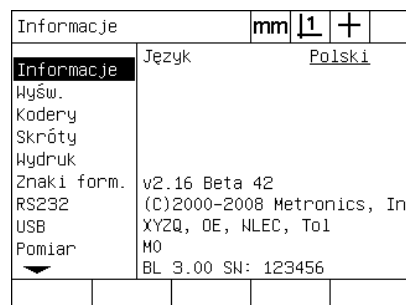 Informacje mm 1
Informacje
Wyśw.
Kodery
Skróty
Wydruk
Znaki form.
RS232
USB
Pomiar
Język Polski
v2.16 Beta 42
(C)2000-2008 Metronics, In
XYZQ, OE, NLEC, Tol
M0
BL 3.00 SN: 123456